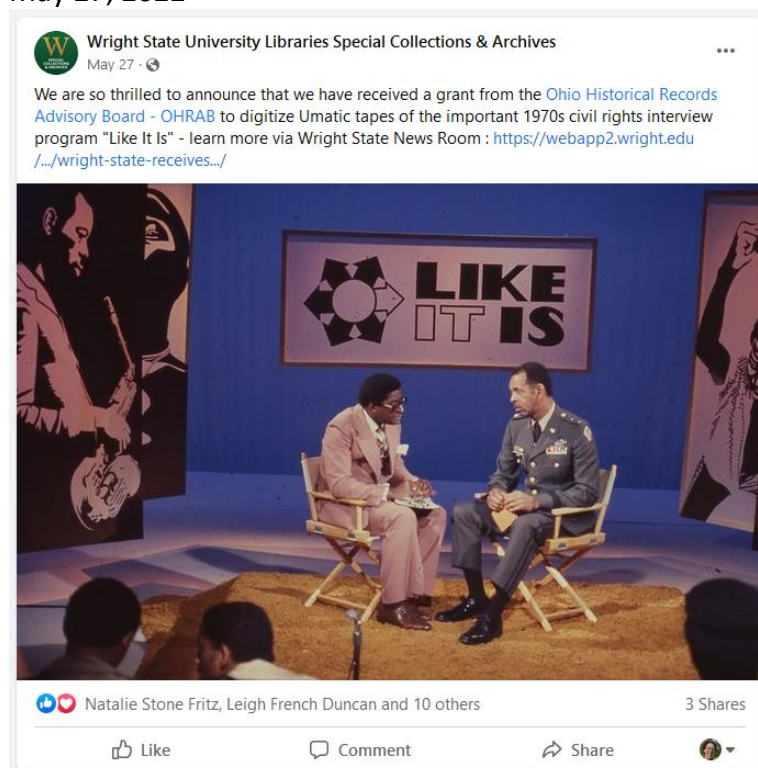 Wright State University Libraries Special Collections & Archives
May 27 ·
We are so thrilled to announce that we have received a grant from the Ohio Historical Records
Advisory Board - OHRAB to digitize Umatic tapes of the important 1970s civil rights interview
program "Like It Is" - learn more via Wright State News Room : https://webapp2.wright.edu
/.../wright-state-receives.../
LIKE
IT IS
Natalie Stone Fritz, Leigh French Duncan and 10 others 3 Shares
Like Comment Share